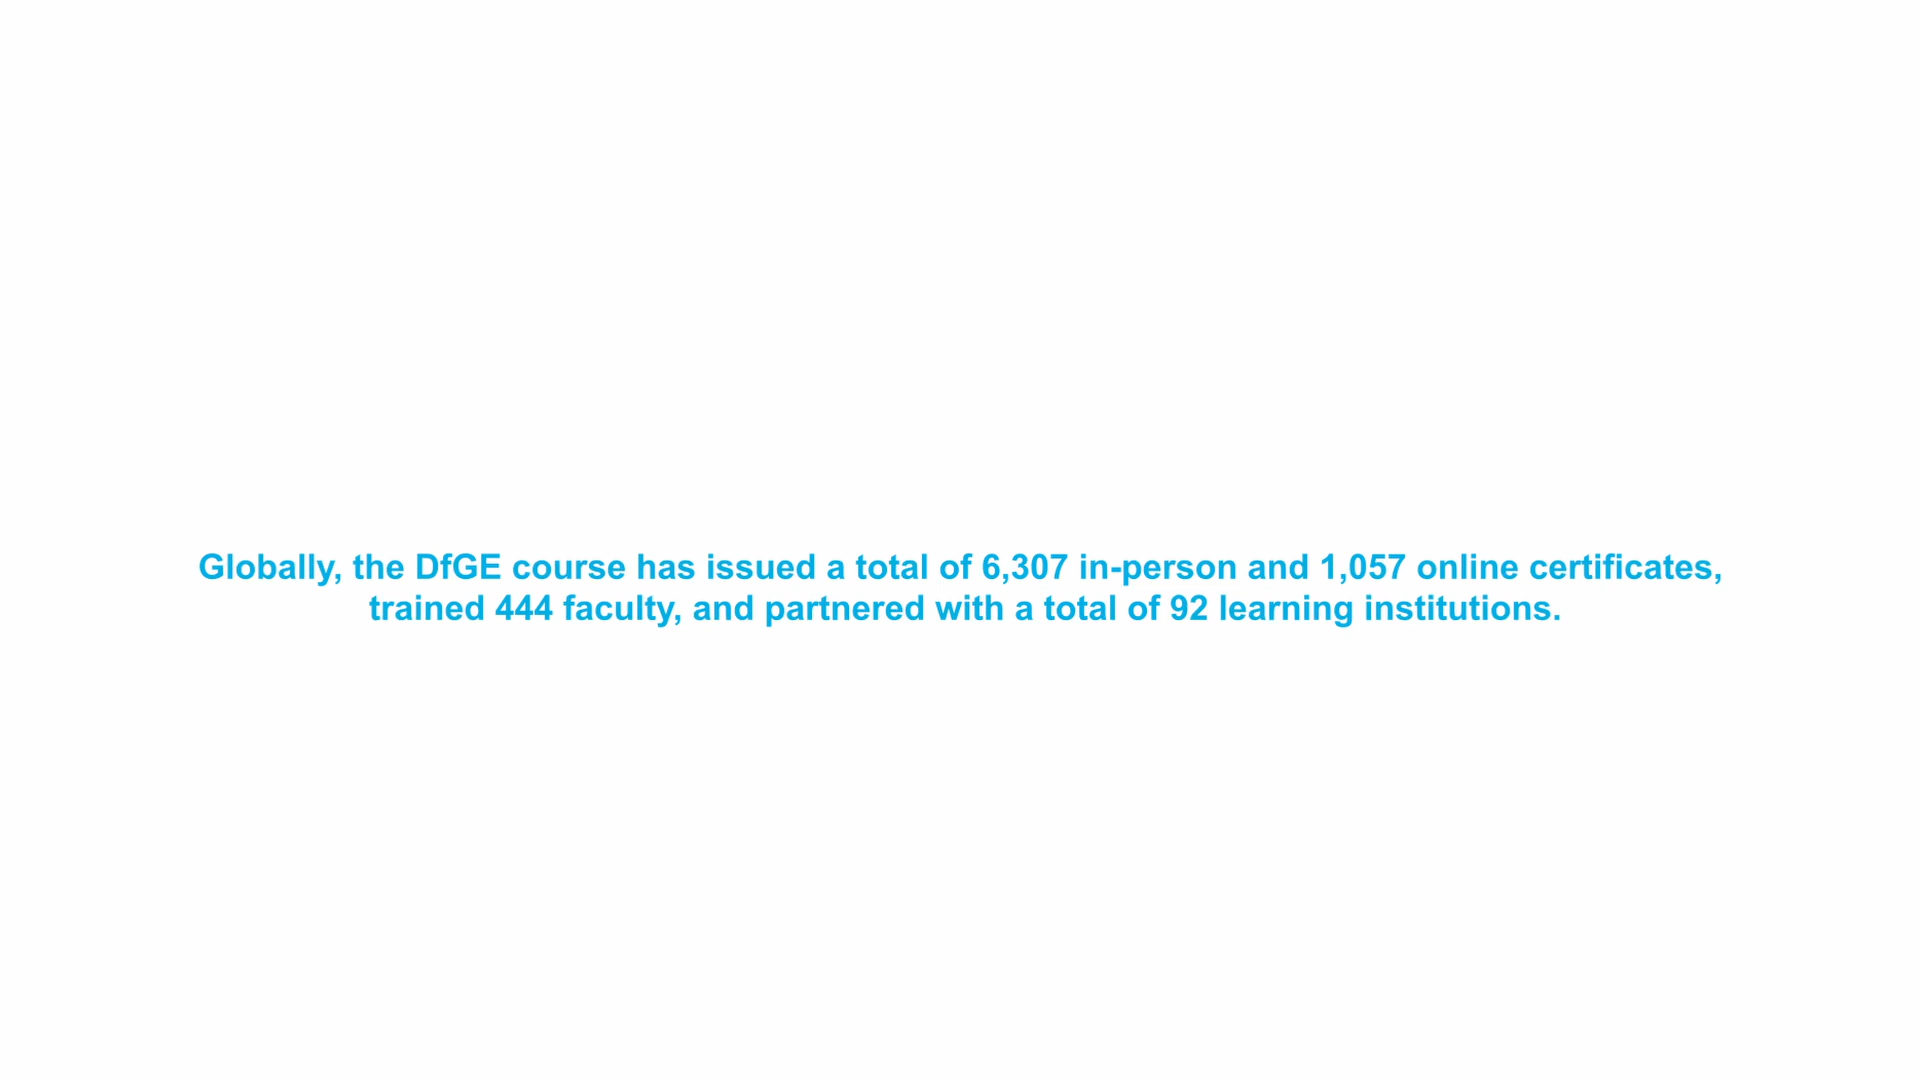 Globally, the DfGE course has issued a total of 6,307 in-person and 1,057 online certificates,
trained 444 faculty, and partnered with a total of 92 learning institutions.